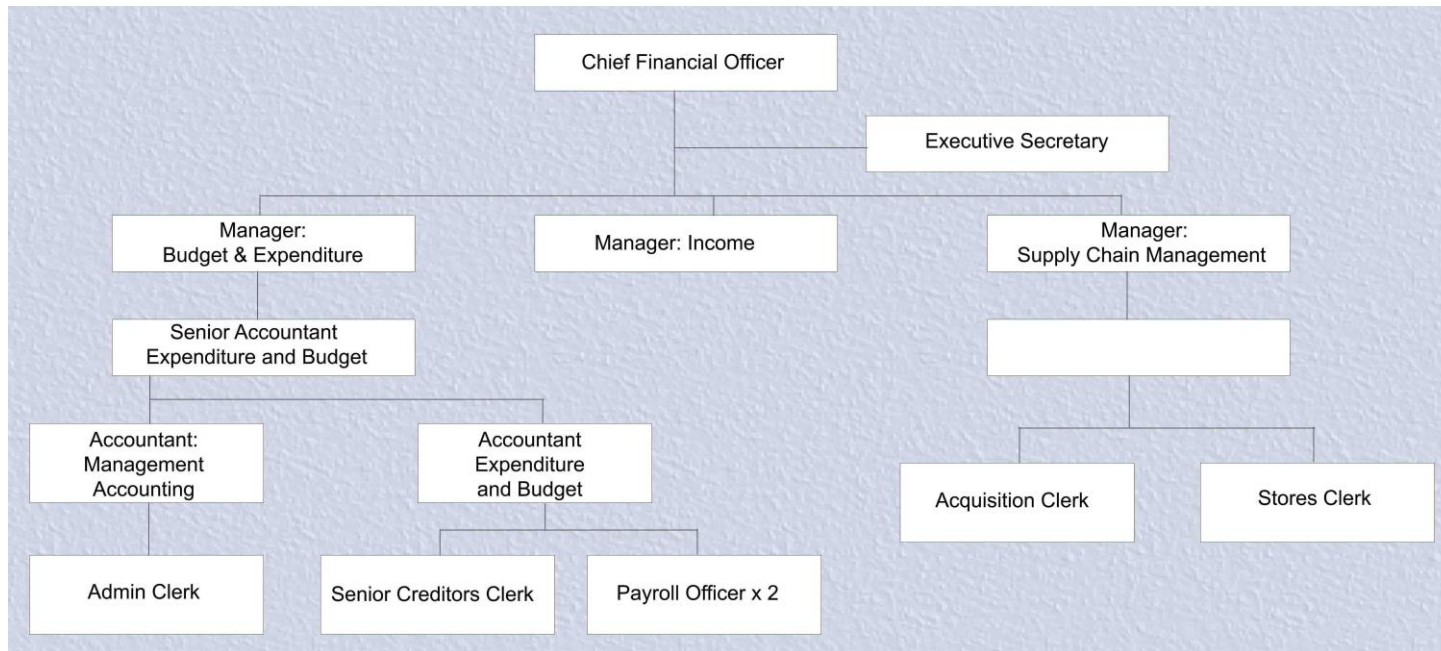 Chief Financial Officer
Executive Secretary
Manager:
Budget & Expenditure
Manager: Income
Manager:
Supply Chain Management
Senior Accountant
Expenditure and Budget
Accountant:
Management
Accounting
Accountant
Expenditure
and Budget
Acquisition Clerk
Stores Clerk
Admin Clerk
Senior Creditors Clerk
Payroll Officer x 2